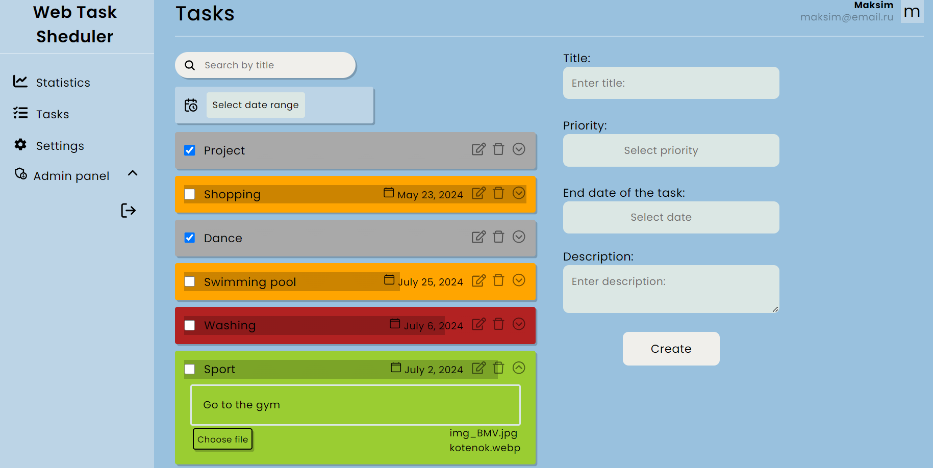 Web Task
Sheduler
Statistics
Tasks
Settings
Admin panel
Tasks
Maksim
maksim@email.ru
m
Search by title
Select date range
Project
Shopping May 23, 2024
Dance
Swimming pool July 25, 2024
Washing July 6, 2024
Sport July 2, 2024
Go to the gym
Choose file
img_BMV.jpg
kotenok.webp
Title:
Enter title:
Priority:
Select priority
End date of the task:
Select date
Description:
Enter description:
Create